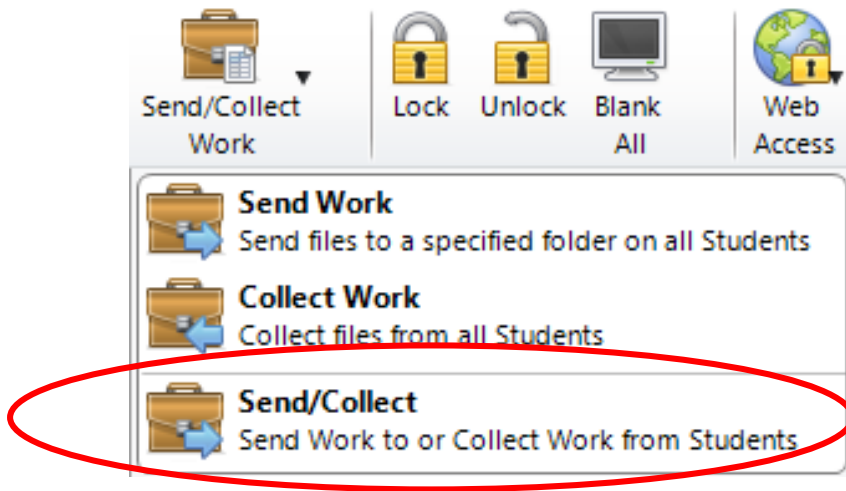 Send/Collect Lock Unlock Blank Web
Work All Access
Send Work
Send files to a specified folder on all Students
Collect Work
Collect files from all Students
Send/Collect
Send Work to or Collect Work from Students